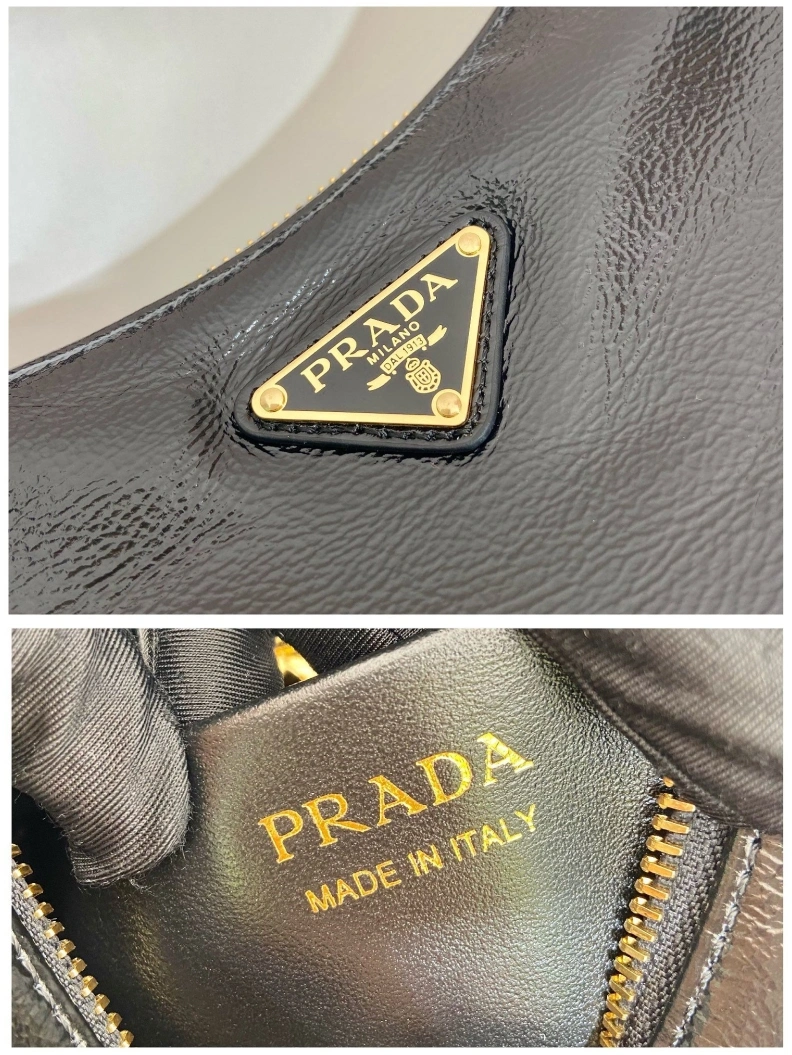 PRADA
MILANO
DAL 1913
PRADA
MADE IN ITALY